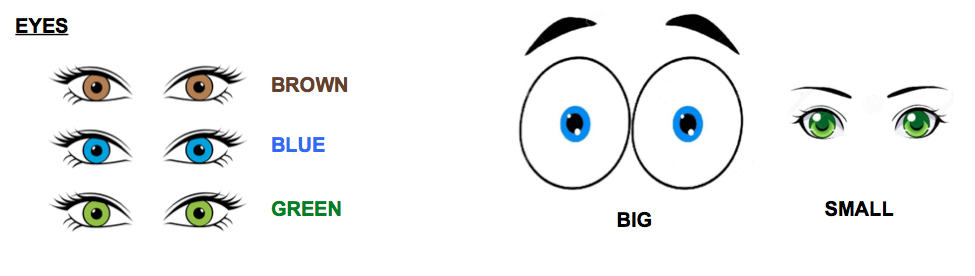 EYES
BROWN
BLUE
GREEN
BIG
SMALL